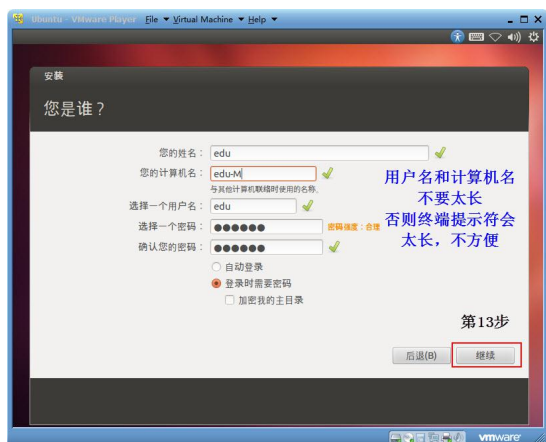 Ubuntu - VMware Player File ▼ Virtual Machine ▼ Help ▼
安装
您是谁？
您的姓名： edu
您的计算机名： edu-M
与其他计算机联络时使用的名称。
选择一个用户名： edu
选择一个密码： ●●●●●● 密码强度：合理
确认您的密码： ●●●●●●
自动登录
登录时需要密码
加密我的主目录
用户名和计算机名
不要太长
否则终端提示符会
太长，不方便
第13步
后退(B) 继续
vmware